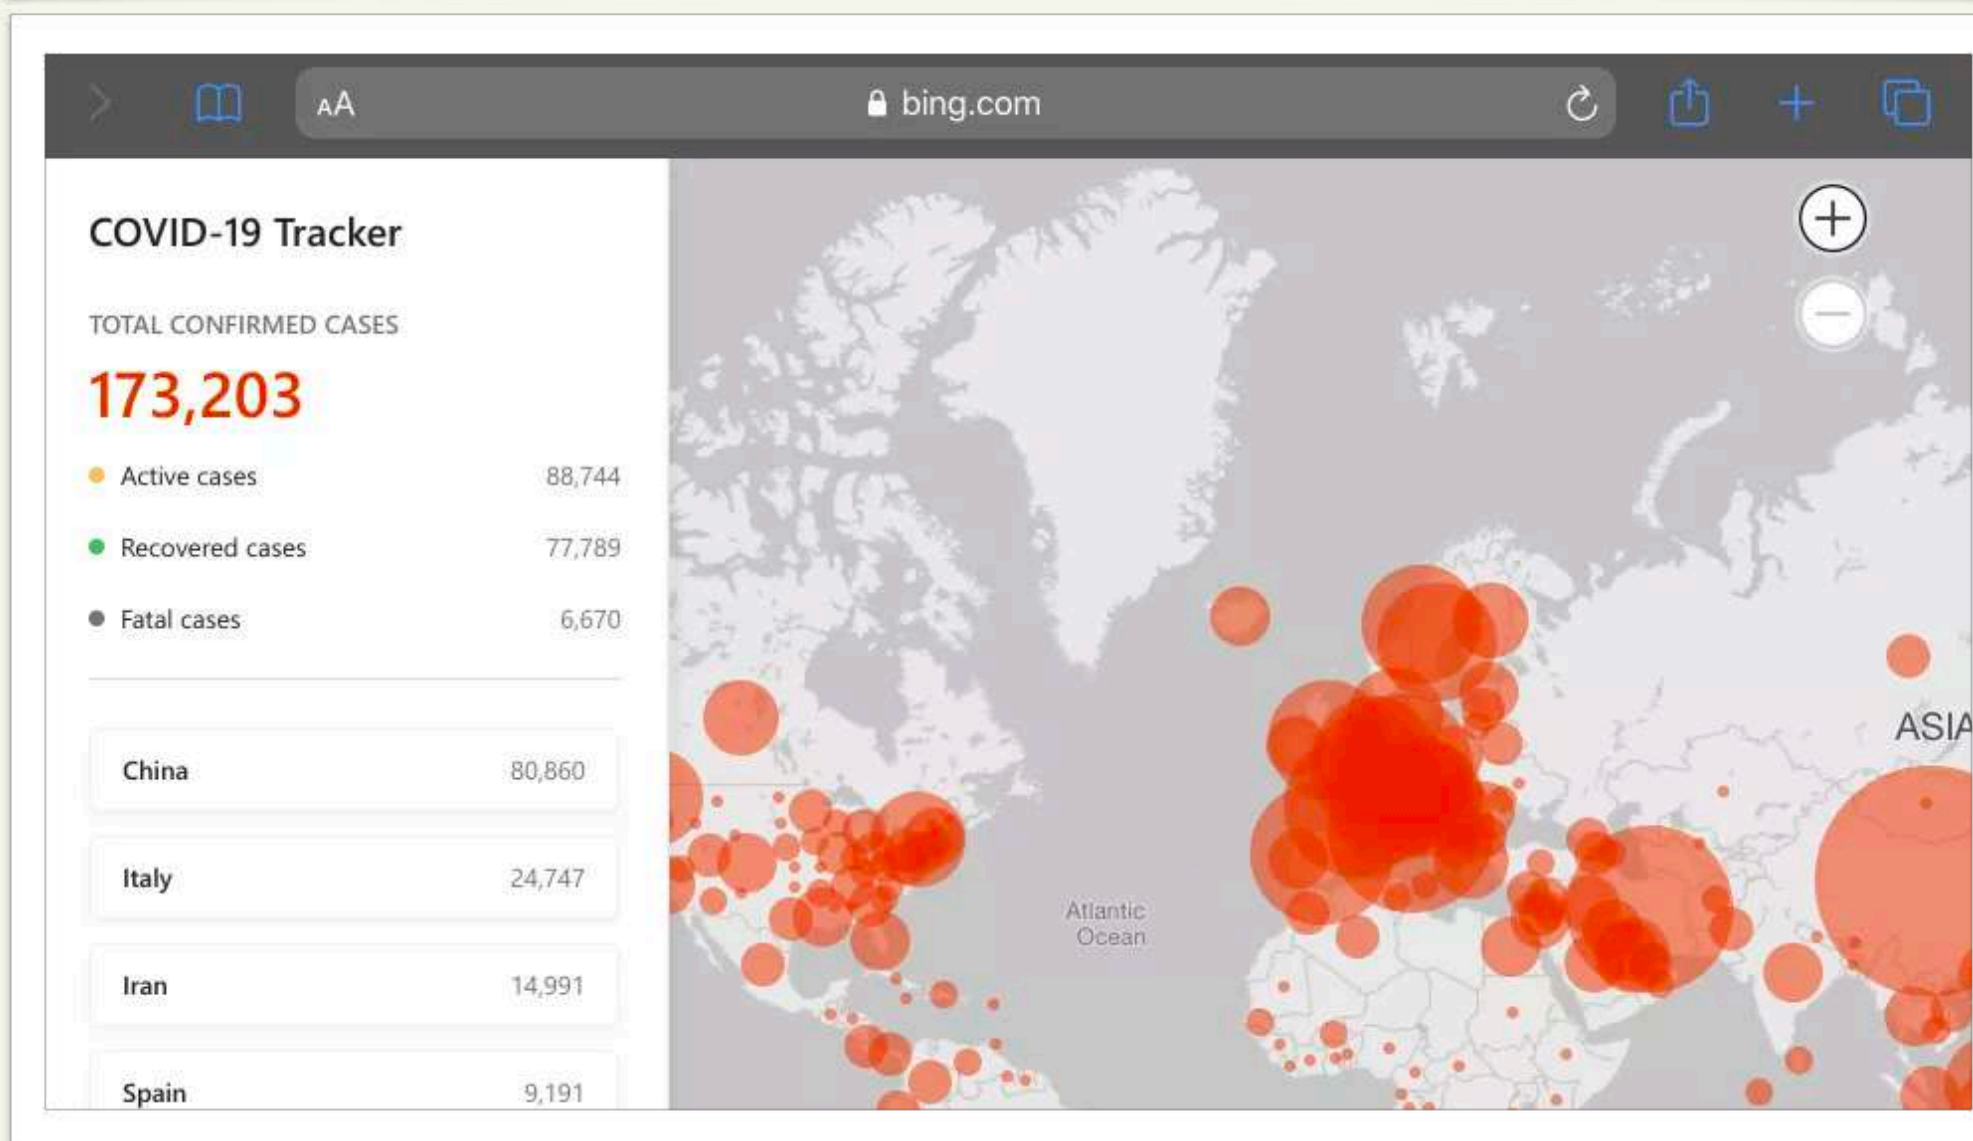 AA bing.com
COVID-19 Tracker
TOTAL CONFIRMED CASES
173,203
Active cases 88,744
Recovered cases 77,789
Fatal cases 6,670
China 80,860
Italy 24,747
Iran 14,991
Spain 9,191
ASIA
Atlantic
Ocean